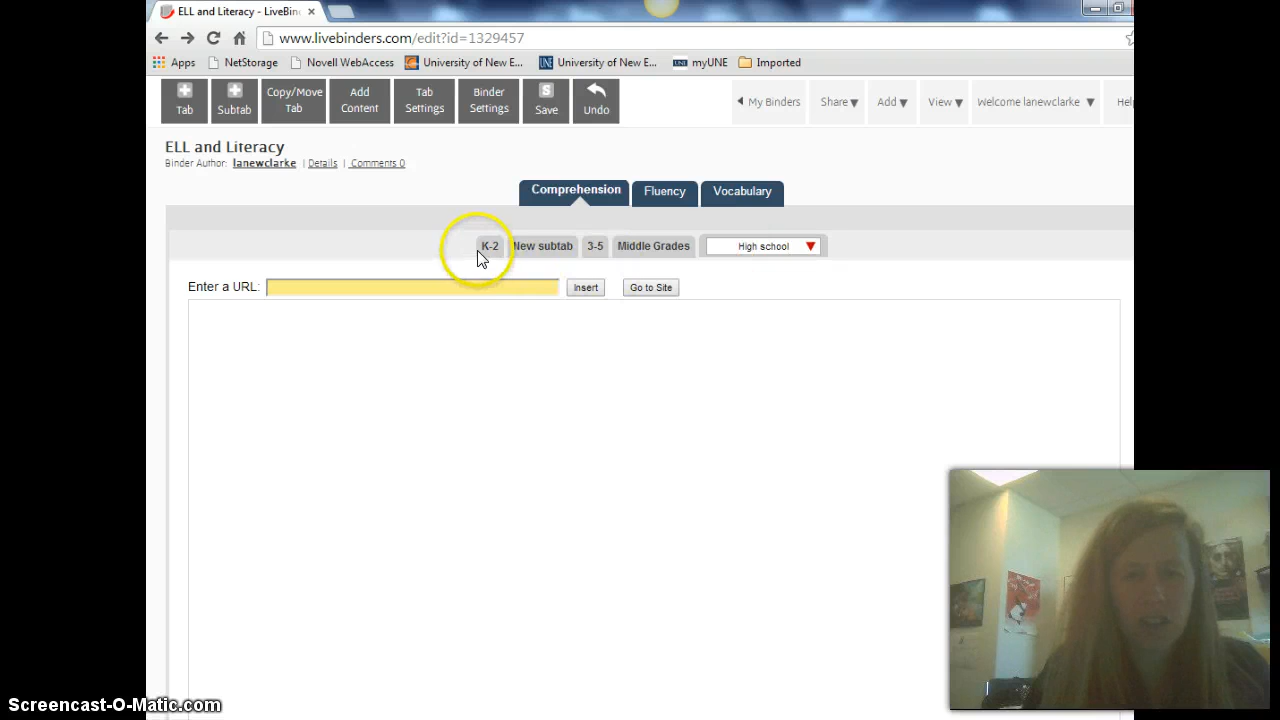 ELL and Literacy - LiveBin
www.livebinders.com/edit?id=1329457
Apps NetStorage Novell WebAccess University of New E... University of New E... myUNE Imported
Tab Subtab Copy/Move Tab Add Content Tab Settings Binder Settings Save Undo My Binders Share Add View Welcome lanewclarke Help
ELL and Literacy
Binder Author: lanewclarke | Details | Comments 0
Comprehension Fluency Vocabulary
K-2 New subtab 3-5 Middle Grades High school
Enter a URL: Insert Go to Site
Screencast-O-Matic.com